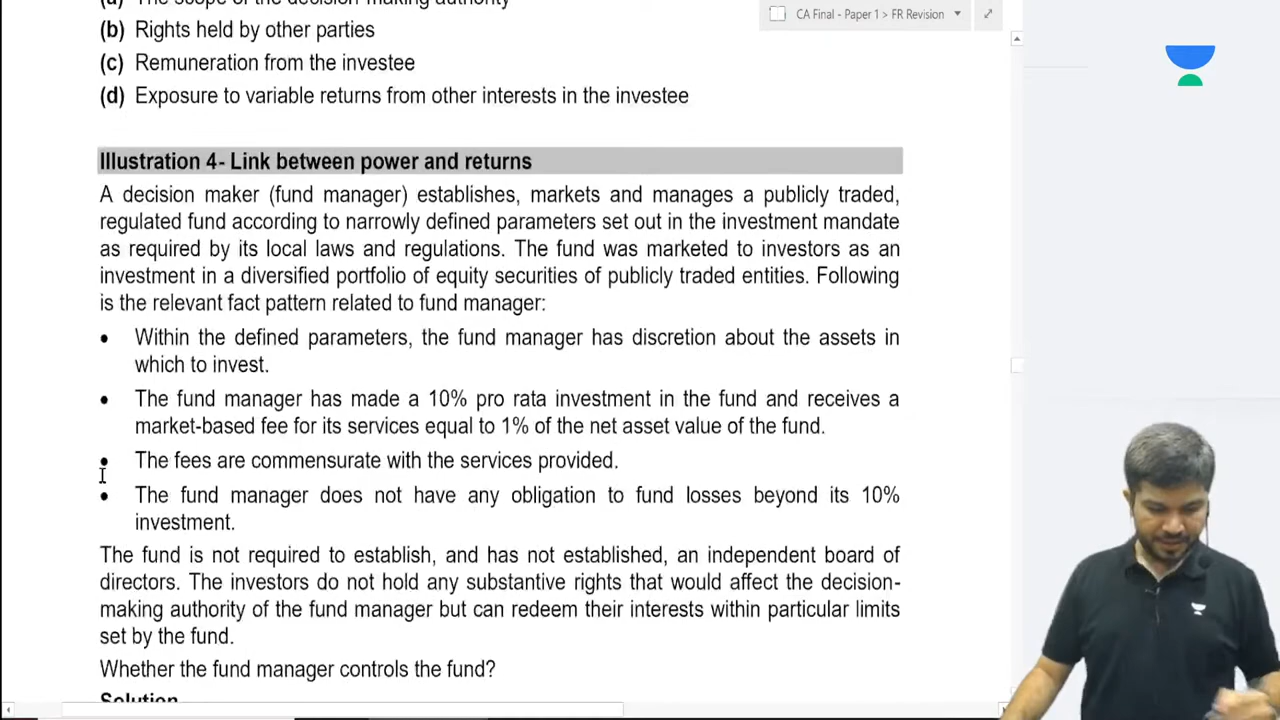 (a) The scope of the decision-making authority
CA Final - Paper 1 > FR Revision
(b) Rights held by other parties
(c) Remuneration from the investee
(d) Exposure to variable returns from other interests in the investee
Illustration 4- Link between power and returns
A decision maker (fund manager) establishes, markets and manages a publicly traded,
regulated fund according to narrowly defined parameters set out in the investment mandate
as required by its local laws and regulations. The fund was marketed to investors as an
investment in a diversified portfolio of equity securities of publicly traded entities. Following
is the relevant fact pattern related to fund manager:
• Within the defined parameters, the fund manager has discretion about the assets in
which to invest.
• The fund manager has made a 10% pro rata investment in the fund and receives a
market-based fee for its services equal to 1% of the net asset value of the fund.
• The fees are commensurate with the services provided.
• The fund manager does not have any obligation to fund losses beyond its 10%
investment.
The fund is not required to establish, and has not established, an independent board of
directors. The investors do not hold any substantive rights that would affect the decision-
making authority of the fund manager but can redeem their interests within particular limits
set by the fund.
Whether the fund manager controls the fund?
Solution